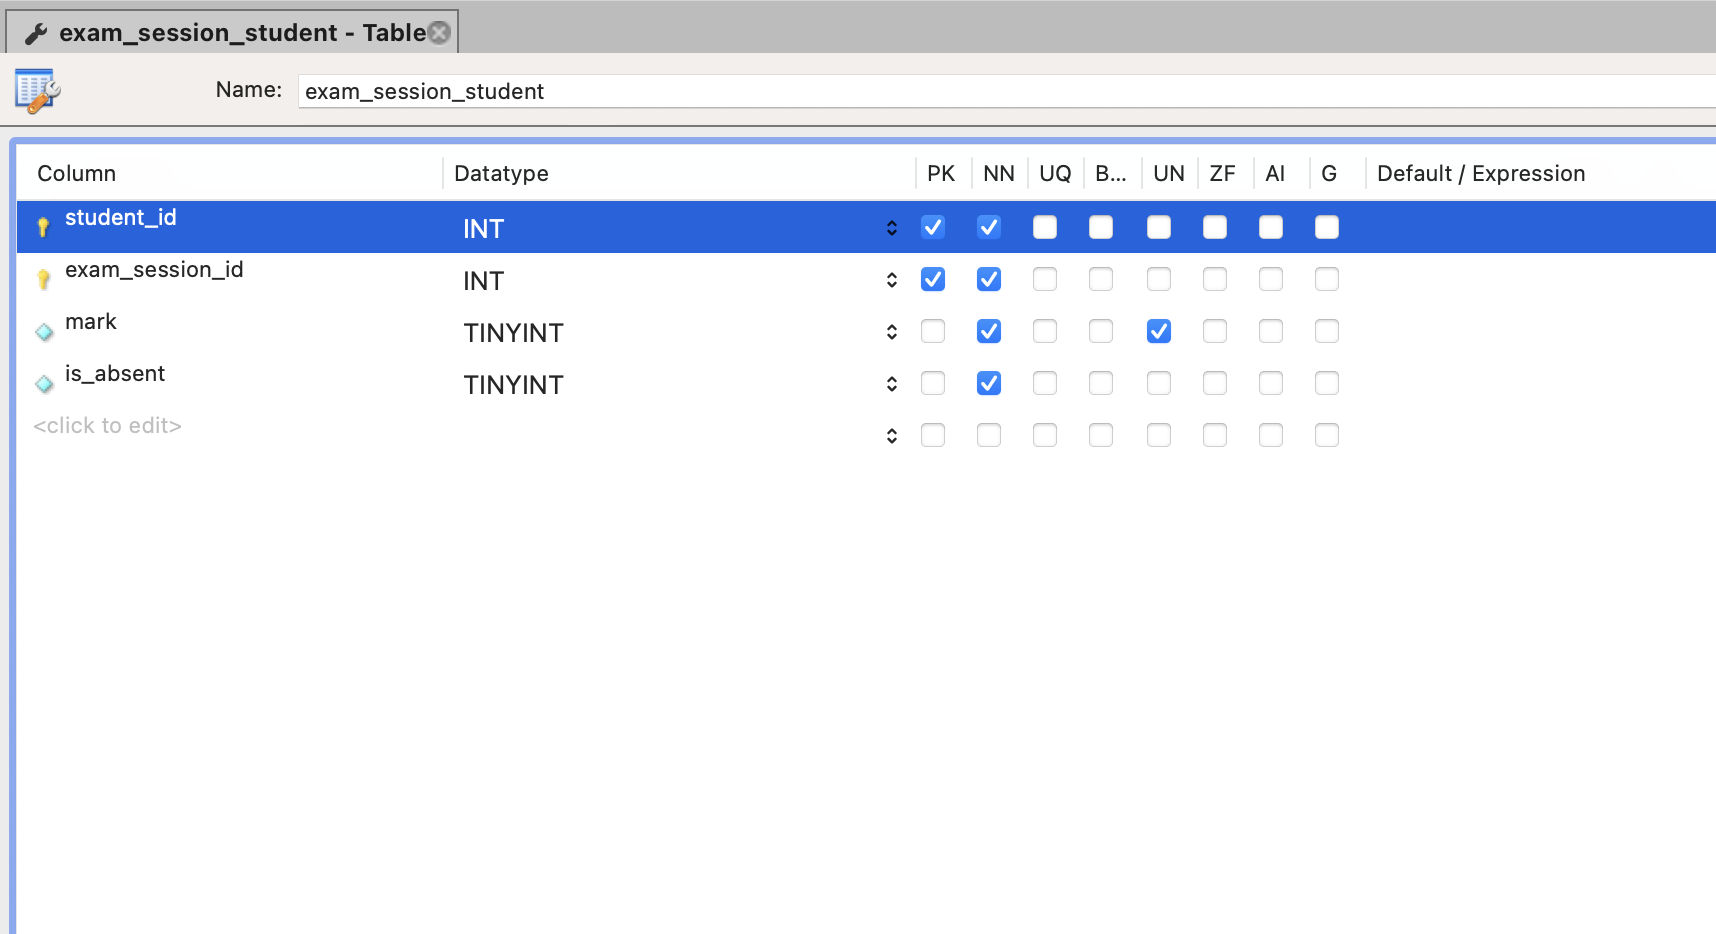 exam_session_student - Table
Name: exam_session_student
Column Datatype PK NN UQ B... UN ZF AI G Default / Expression
student_id INT
exam_session_id INT
mark TINYINT
is_absent TINYINT
<click to edit>